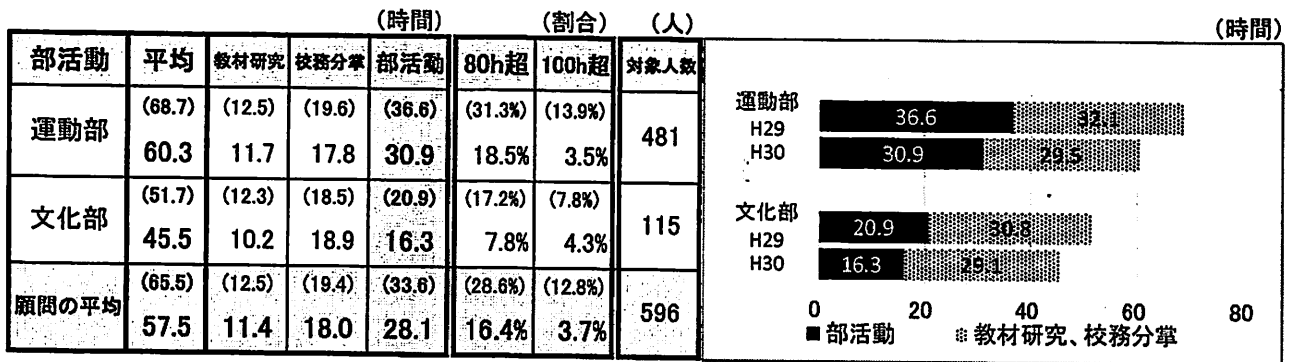 (時間) (割合) (人)
部活動 平均 教材研究 校務分掌 部活動 80h超 100h超 対象人数
(68.7) (12.5) (19.6) (36.6) (31.3%) (13.9%)
運動部 60.3 11.7 17.8 30.9 18.5% 3.5% 481
(51.7) (12.3) (18.5) (20.9) (17.2%) (7.8%)
文化部 45.5 10.2 18.9 16.3 7.8% 4.3% 115
(65.5) (12.5) (19.4) (33.6) (28.6%) (12.8%)
顧問の平均 57.5 11.4 18.0 28.1 16.4% 3.7% 596
(時間)
運動部
H29 36.6 32.1
H30 30.9 29.5
文化部
H29 20.9 30.8
H30 16.3 29.1
0 20 40 60 80
部活動 教材研究、校務分掌